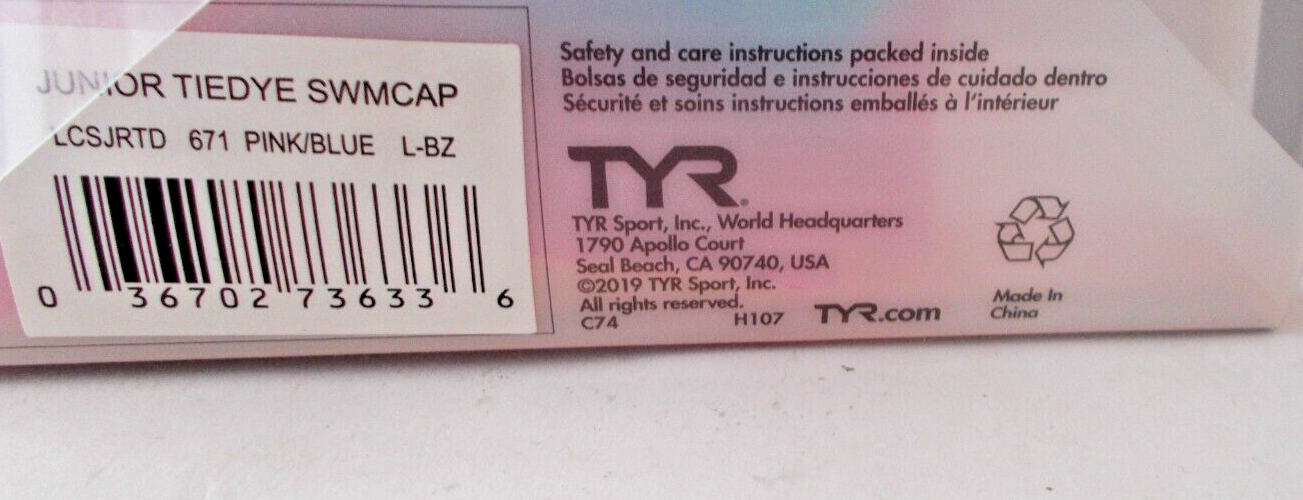 JUNIOR TIEDYE SWMCAP
LCSJRTD 671 PINK/BLUE L-BZ
0 36702 73633 6
Safety and care instructions packed inside
Bolsas de seguridad e instrucciones de cuidado dentro
Sécurité et soins instructions emballés à l'intérieur
TYR®
TYR Sport, Inc., World Headquarters
1790 Apollo Court
Seal Beach, CA 90740, USA
©2019 TYR Sport, Inc.
All rights reserved.
C74 H107 TYR.com
Made In
China